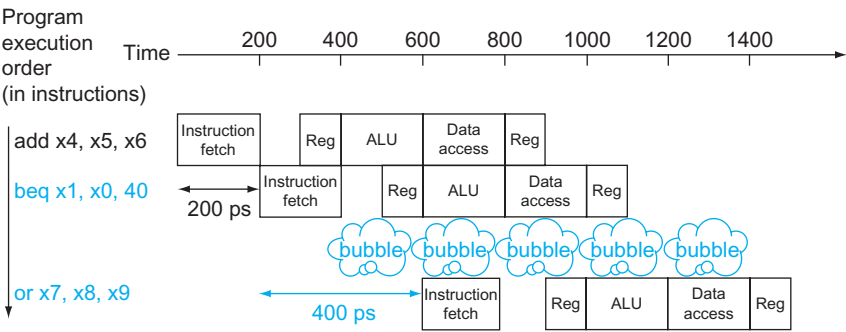 Program
execution
order
(in instructions)
Time
200 400 600 800 1000 1200 1400
add x4, x5, x6
Instruction
fetch
Reg
ALU
Data
access
Reg
beq x1, x0, 40
200 ps
Instruction
fetch
Reg
ALU
Data
access
Reg
bubble bubble bubble bubble bubble
or x7, x8, x9
400 ps
Instruction
fetch
Reg
ALU
Data
access
Reg